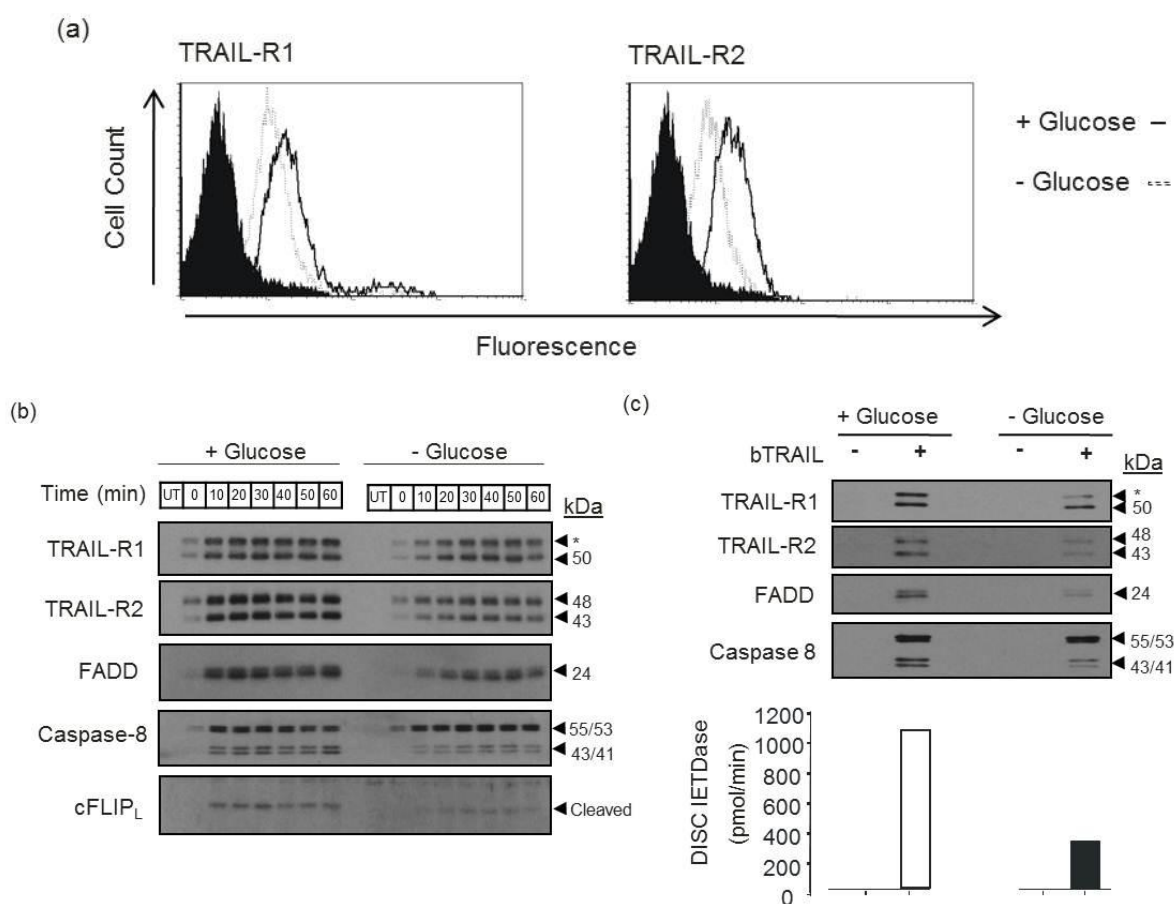 (a)
TRAIL-R1
TRAIL-R2
Cell Count
+ Glucose
- Glucose
Fluorescence
(b)
+ Glucose
- Glucose
Time (min)
UT 0 10 20 30 40 50 60
UT 0 10 20 30 40 50 60
kDa
TRAIL-R1
*
50
TRAIL-R2
48
43
FADD
24
Caspase-8
55/53
43/41
cFLIPL
Cleaved
(c)
+ Glucose
- Glucose
bTRAIL
- + - +
kDa
TRAIL-R1
*
50
TRAIL-R2
48
43
FADD
24
Caspase 8
55/53
43/41
DISC IETDase
(pmol/min)
1200
1000
800
600
400
200
0